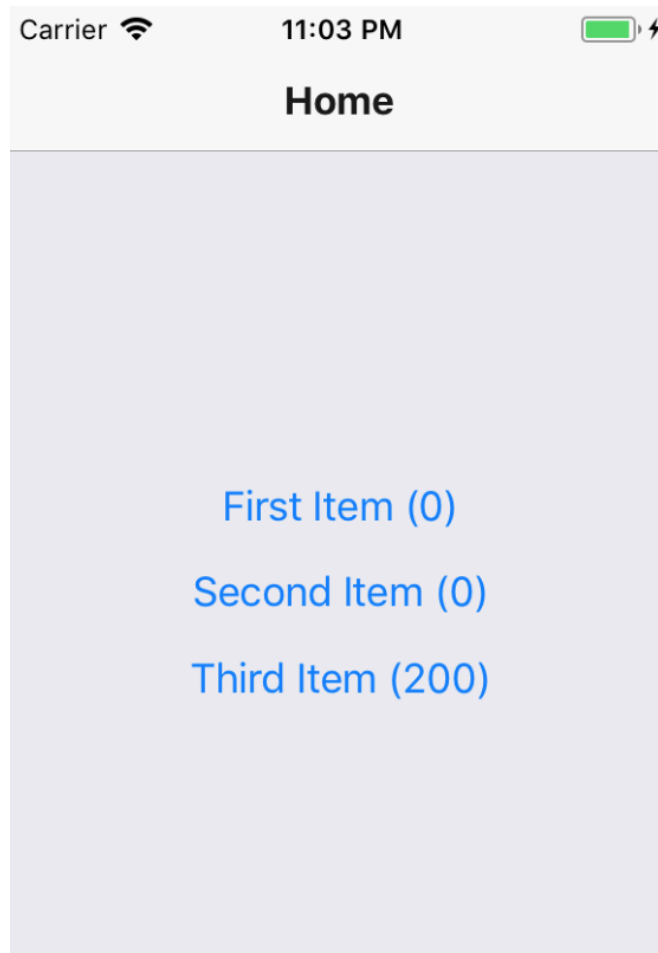 Carrier 11:03 PM
Home
First Item (0)
Second Item (0)
Third Item (200)